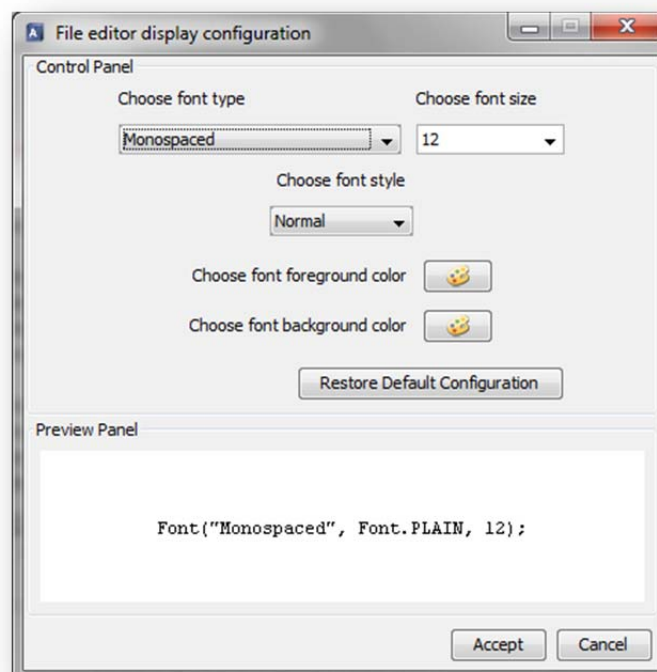 File editor display configuration
Control Panel
Choose font type Choose font size
Monospaced 12
Choose font style
Normal
Choose font foreground color
Choose font background color
Restore Default Configuration
Preview Panel
Font("Monospaced", Font.PLAIN, 12);
Accept Cancel